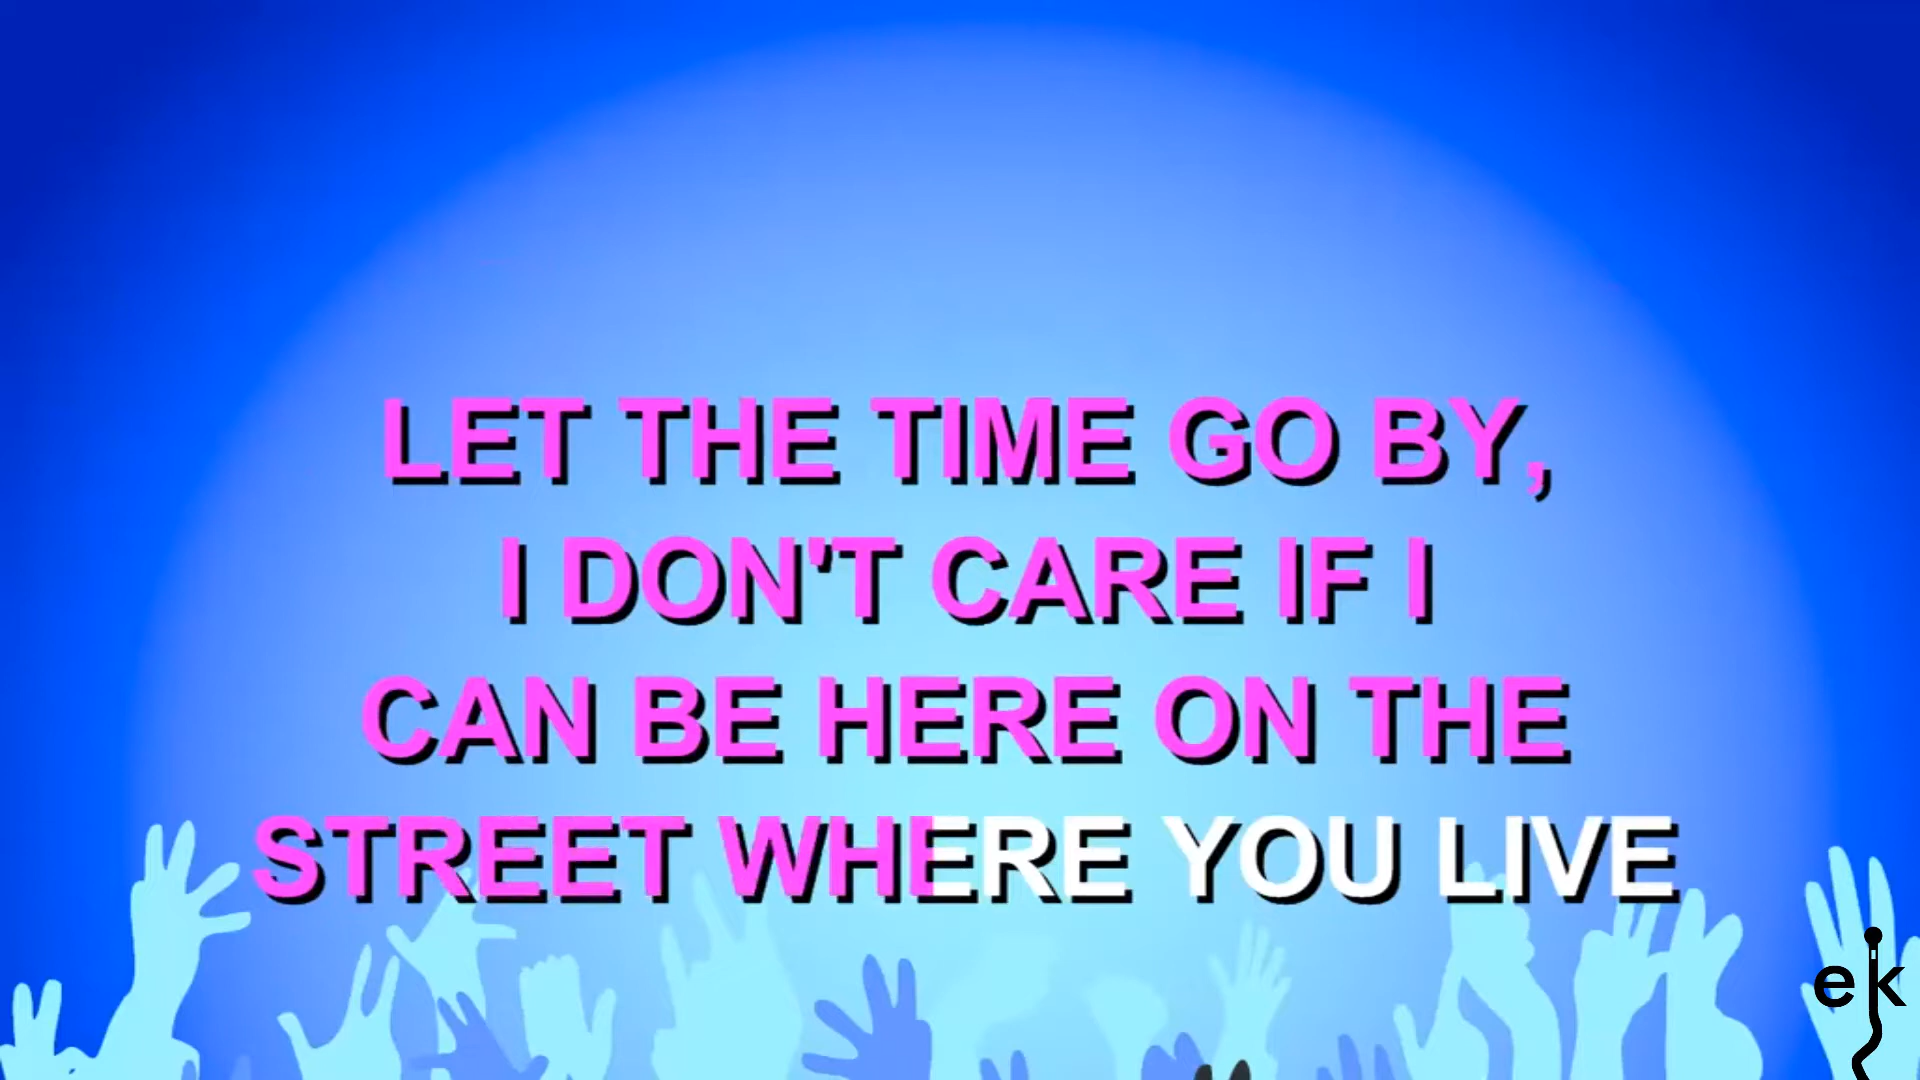 LET THE TIME GO BY,
I DON'T CARE IF I
CAN BE HERE ON THE
STREET WHERE YOU LIVE
ek